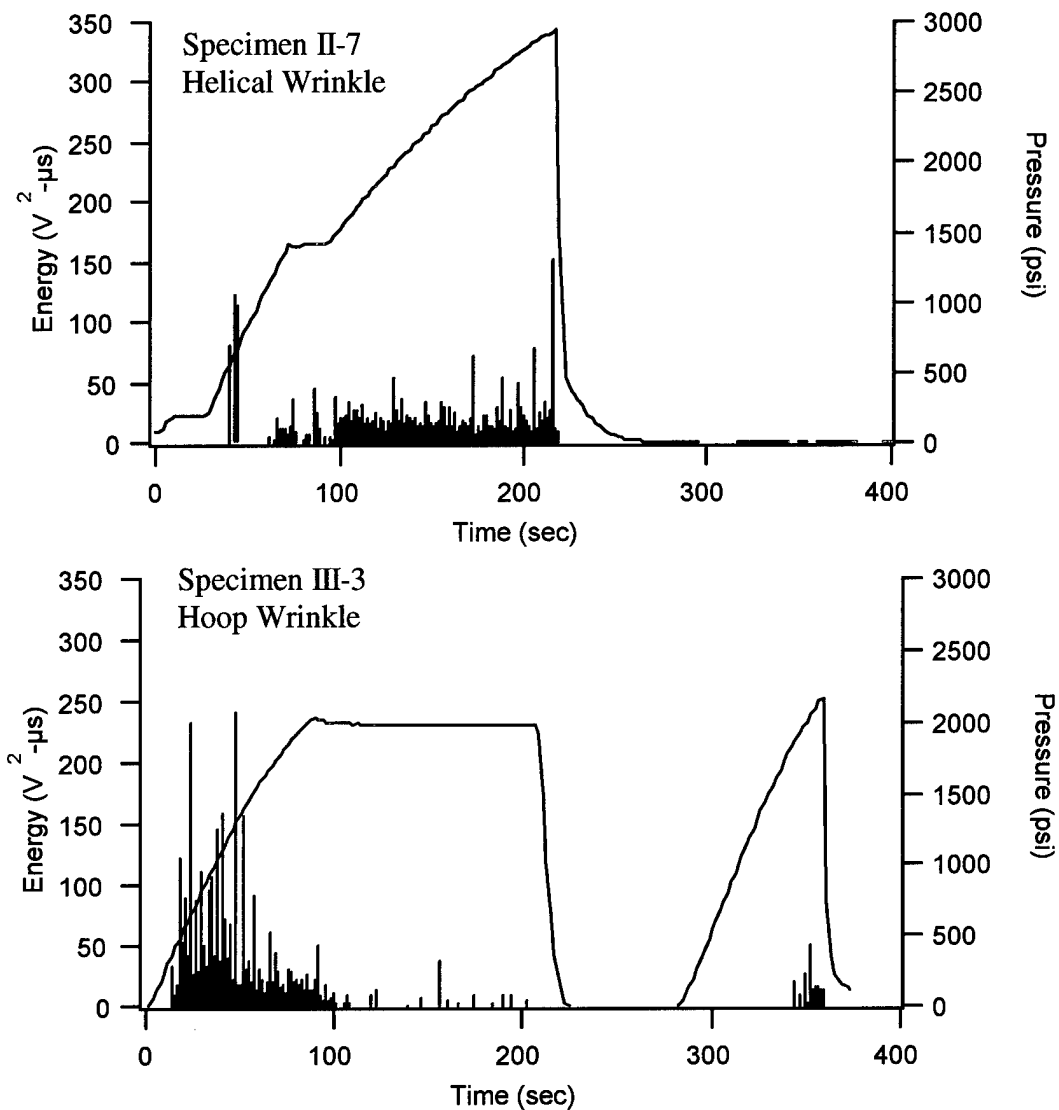 Specimen II-7
Helical Wrinkle
Energy (V²-µs)
350
300
250
200
150
100
50
0
Pressure (psi)
3000
2500
2000
1500
1000
500
0
0 100 200 300 400
Time (sec)
Specimen III-3
Hoop Wrinkle
Energy (V²-µs)
350
300
250
200
150
100
50
0
Pressure (psi)
3000
2500
2000
1500
1000
500
0
0 100 200 300 400
Time (sec)